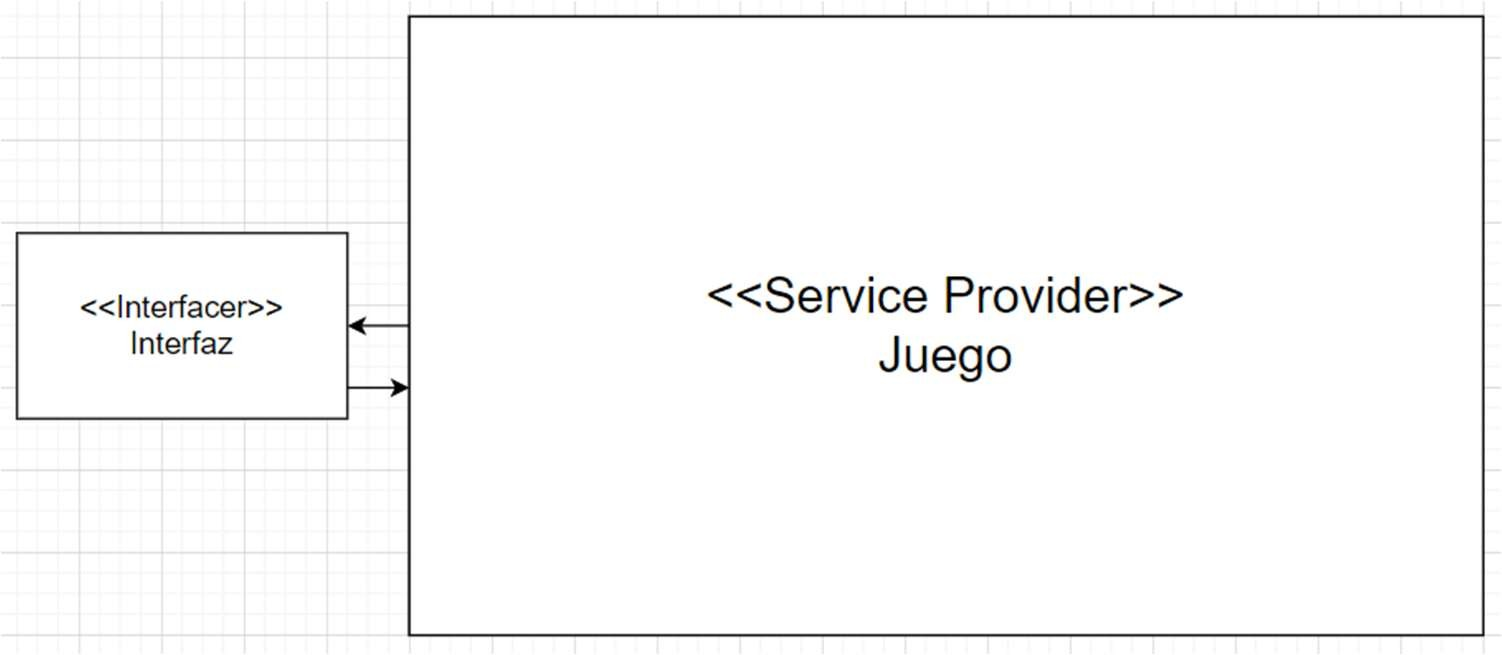 <<Interfacer>>
Interfaz
<<Service Provider>>
Juego